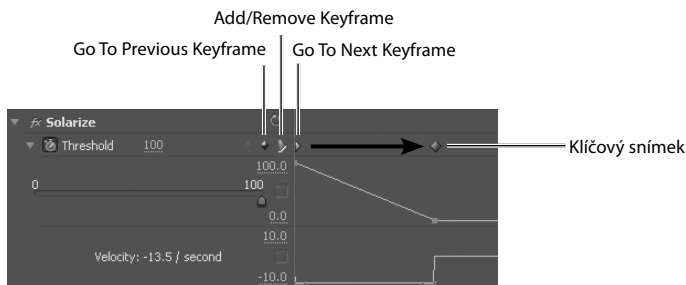 Add/Remove Keyframe
Go To Previous Keyframe
Go To Next Keyframe
fx Solarize
Threshold 100
Klíčový snímek
100.0
0 100
0.0
10.0
Velocity: -13.5 / second
-10.0